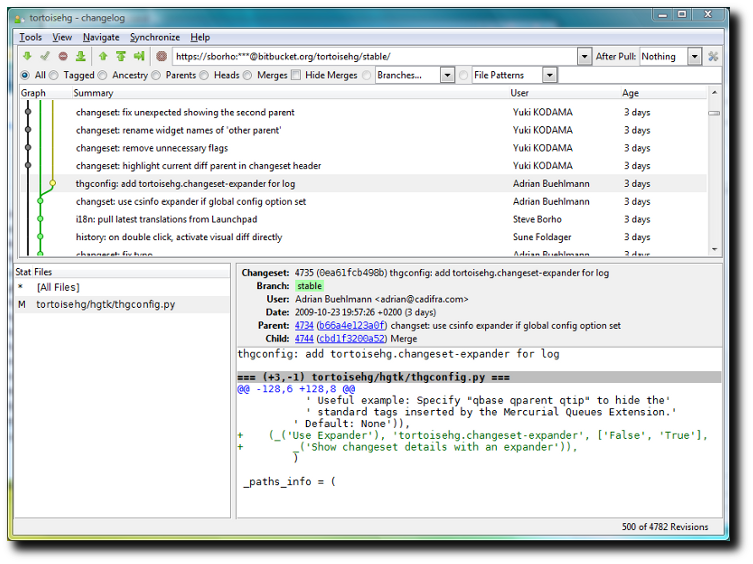 tortoisehg - changelog
Tools View Navigate Synchronize Help
https://sborho:***@bitbucket.org/tortoisehg/stable/ After Pull: Nothing
All Tagged Ancestry Parents Heads Merges Hide Merges Branches... File Patterns
Graph Summary User Age
changeset: fix unexpected showing the second parent Yuki KODAMA 3 days
changeset: rename widget names of 'other parent' Yuki KODAMA 3 days
changeset: remove unnecessary flags Yuki KODAMA 3 days
changeset: highlight current diff parent in changeset header Yuki KODAMA 3 days
thgconfig: add tortoisehg.changeset-expander for log Adrian Buehlmann 3 days
changset: use csinfo expander if global config option set Adrian Buehlmann 3 days
i18n: pull latest translations from Launchpad Steve Borho 3 days
history: on double click, activate visual diff directly Sune Foldager 3 days
changeset: fix typo Adrian Buehlmann 3 days
Stat Files
* [All Files]
M tortoisehg/hgtk/thgconfig.py
Changeset: 4735 (0ea61fcb498b) thgconfig: add tortoisehg.changeset-expander for log
Branch: stable
User: Adrian Buehlmann <adrian@cadifra.com>
Date: 2009-10-23 19:57:26 +0200 (3 days)
Parent: 4734 (b66a4e123a0f) changset: use csinfo expander if global config option set
Child: 4744 (cbd1f3200a52) Merge
thgconfig: add tortoisehg.changeset-expander for log
=== (+3,-1) tortoisehg/hgtk/thgconfig.py ===
@@ -128,6 +128,8 @@
' Useful example: Specify "qbase qparent qtip" to hide the'
' standard tags inserted by the Mercurial Queues Extension.'
' Default: None')),
+ (_('Use Expander'), 'tortoisehg.changeset-expander', ['False', 'True'],
+ _('Show changeset details with an expander')),
)
_paths_info = (
500 of 4782 Revisions